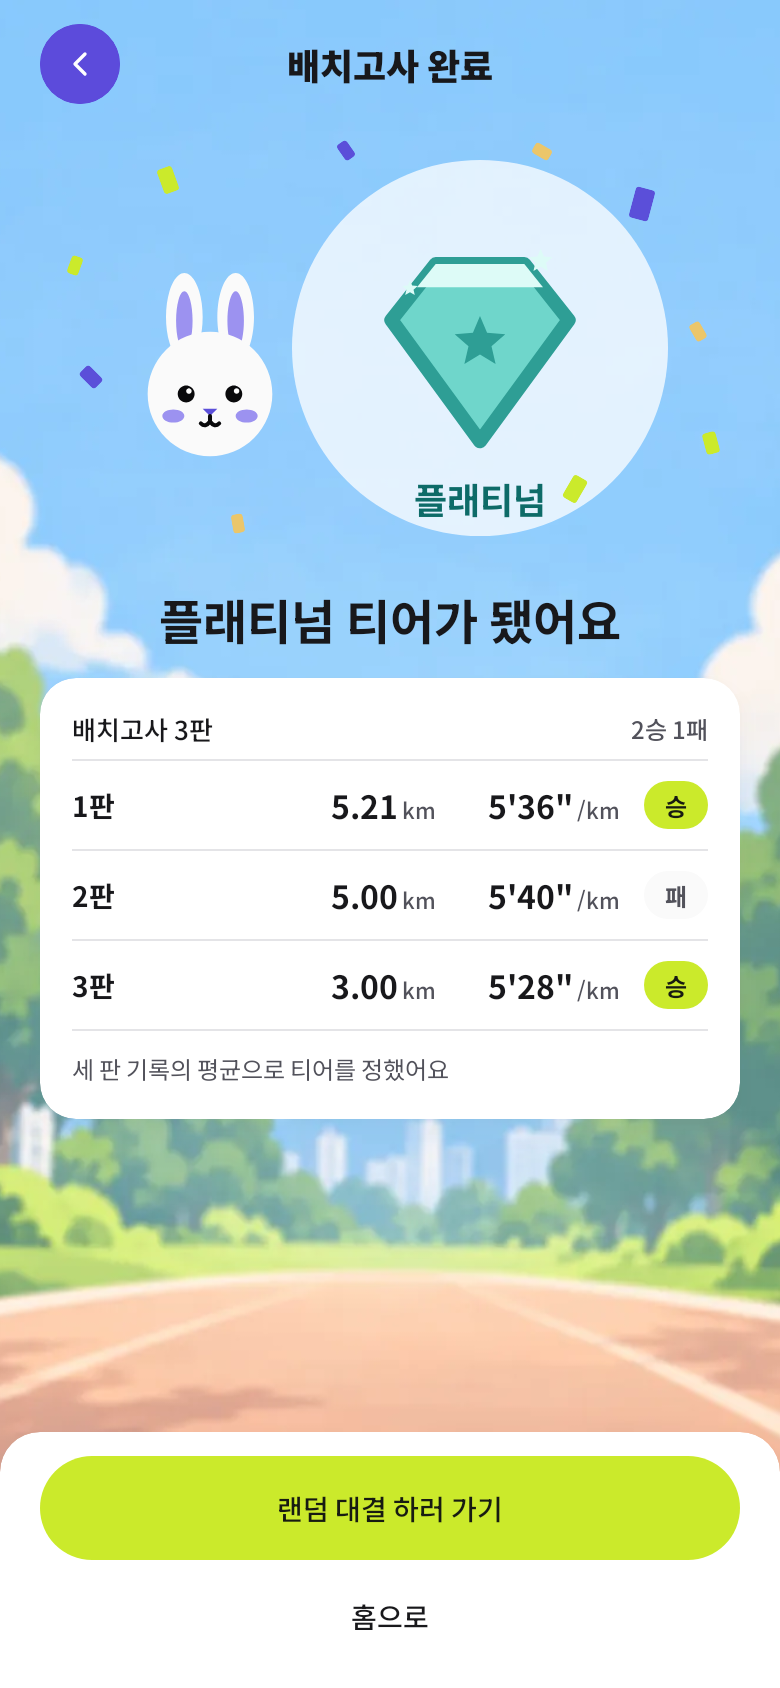 배치고사 완료
플래티넘
플래티넘 티어가 됐어요
배치고사 3판 2승 1패
1판 5.21 km 5'36" /km 승
2판 5.00 km 5'40" /km 패
3판 3.00 km 5'28" /km 승
세 판 기록의 평균으로 티어를 정했어요
랜덤 대결 하러 가기
홈으로